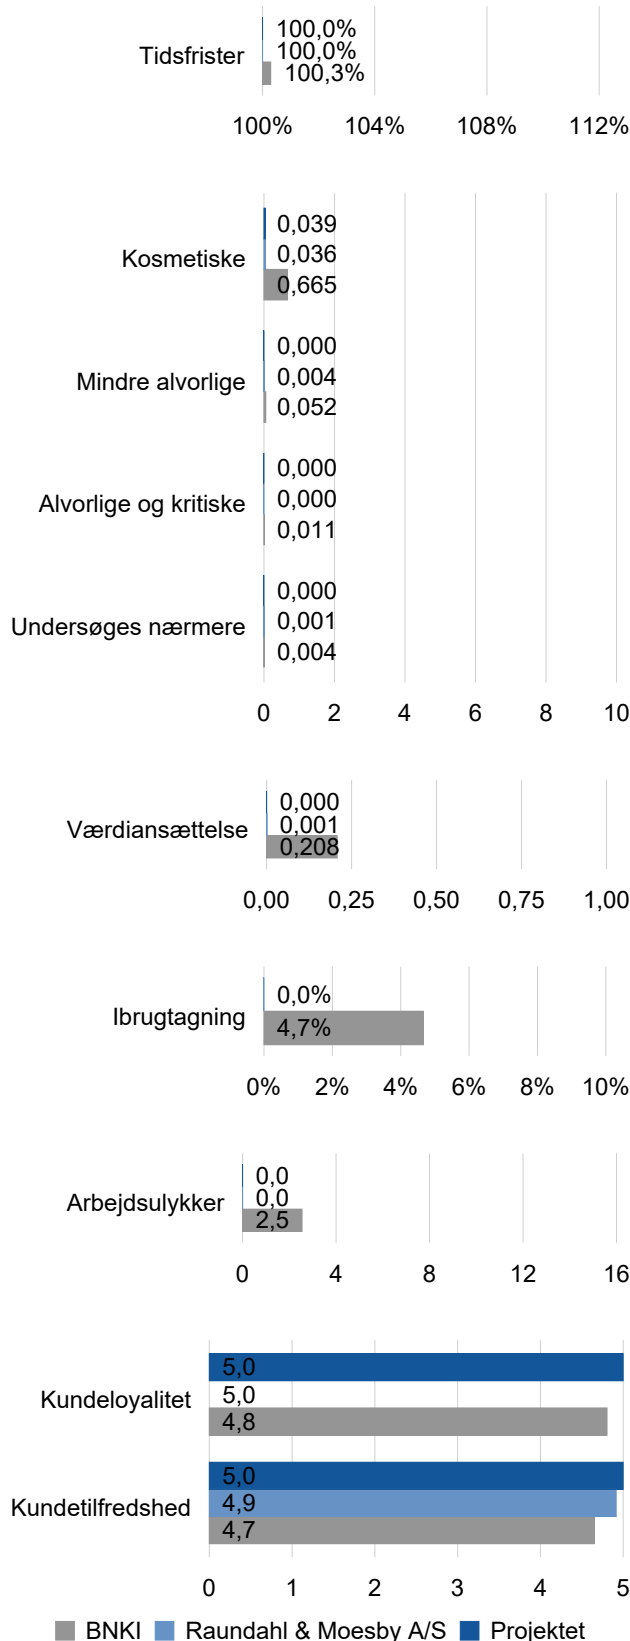 100,0%
Tidsfrister
100,0%
100,3%
100% 104% 108% 112%
0,039
Kosmetiske
0,036
0,665
0,000
Mindre alvorlige
0,004
0,052
0,000
Alvorlige og kritiske
0,000
0,011
0,000
Undersøges nærmere
0,001
0,004
0 2 4 6 8 10
0,000
Værdiansættelse
0,001
0,208
0,00 0,25 0,50 0,75 1,00
0,0%
Ibrugtagning
4,7%
0% 2% 4% 6% 8% 10%
0,0
Arbejdsulykker
0,0
2,5
0 4 8 12 16
5,0
Kundeloyalitet
5,0
4,8
5,0
Kundetilfredshed
4,9
4,7
0 1 2 3 4 5
BNKI Raundahl & Moesby A/S Projektet